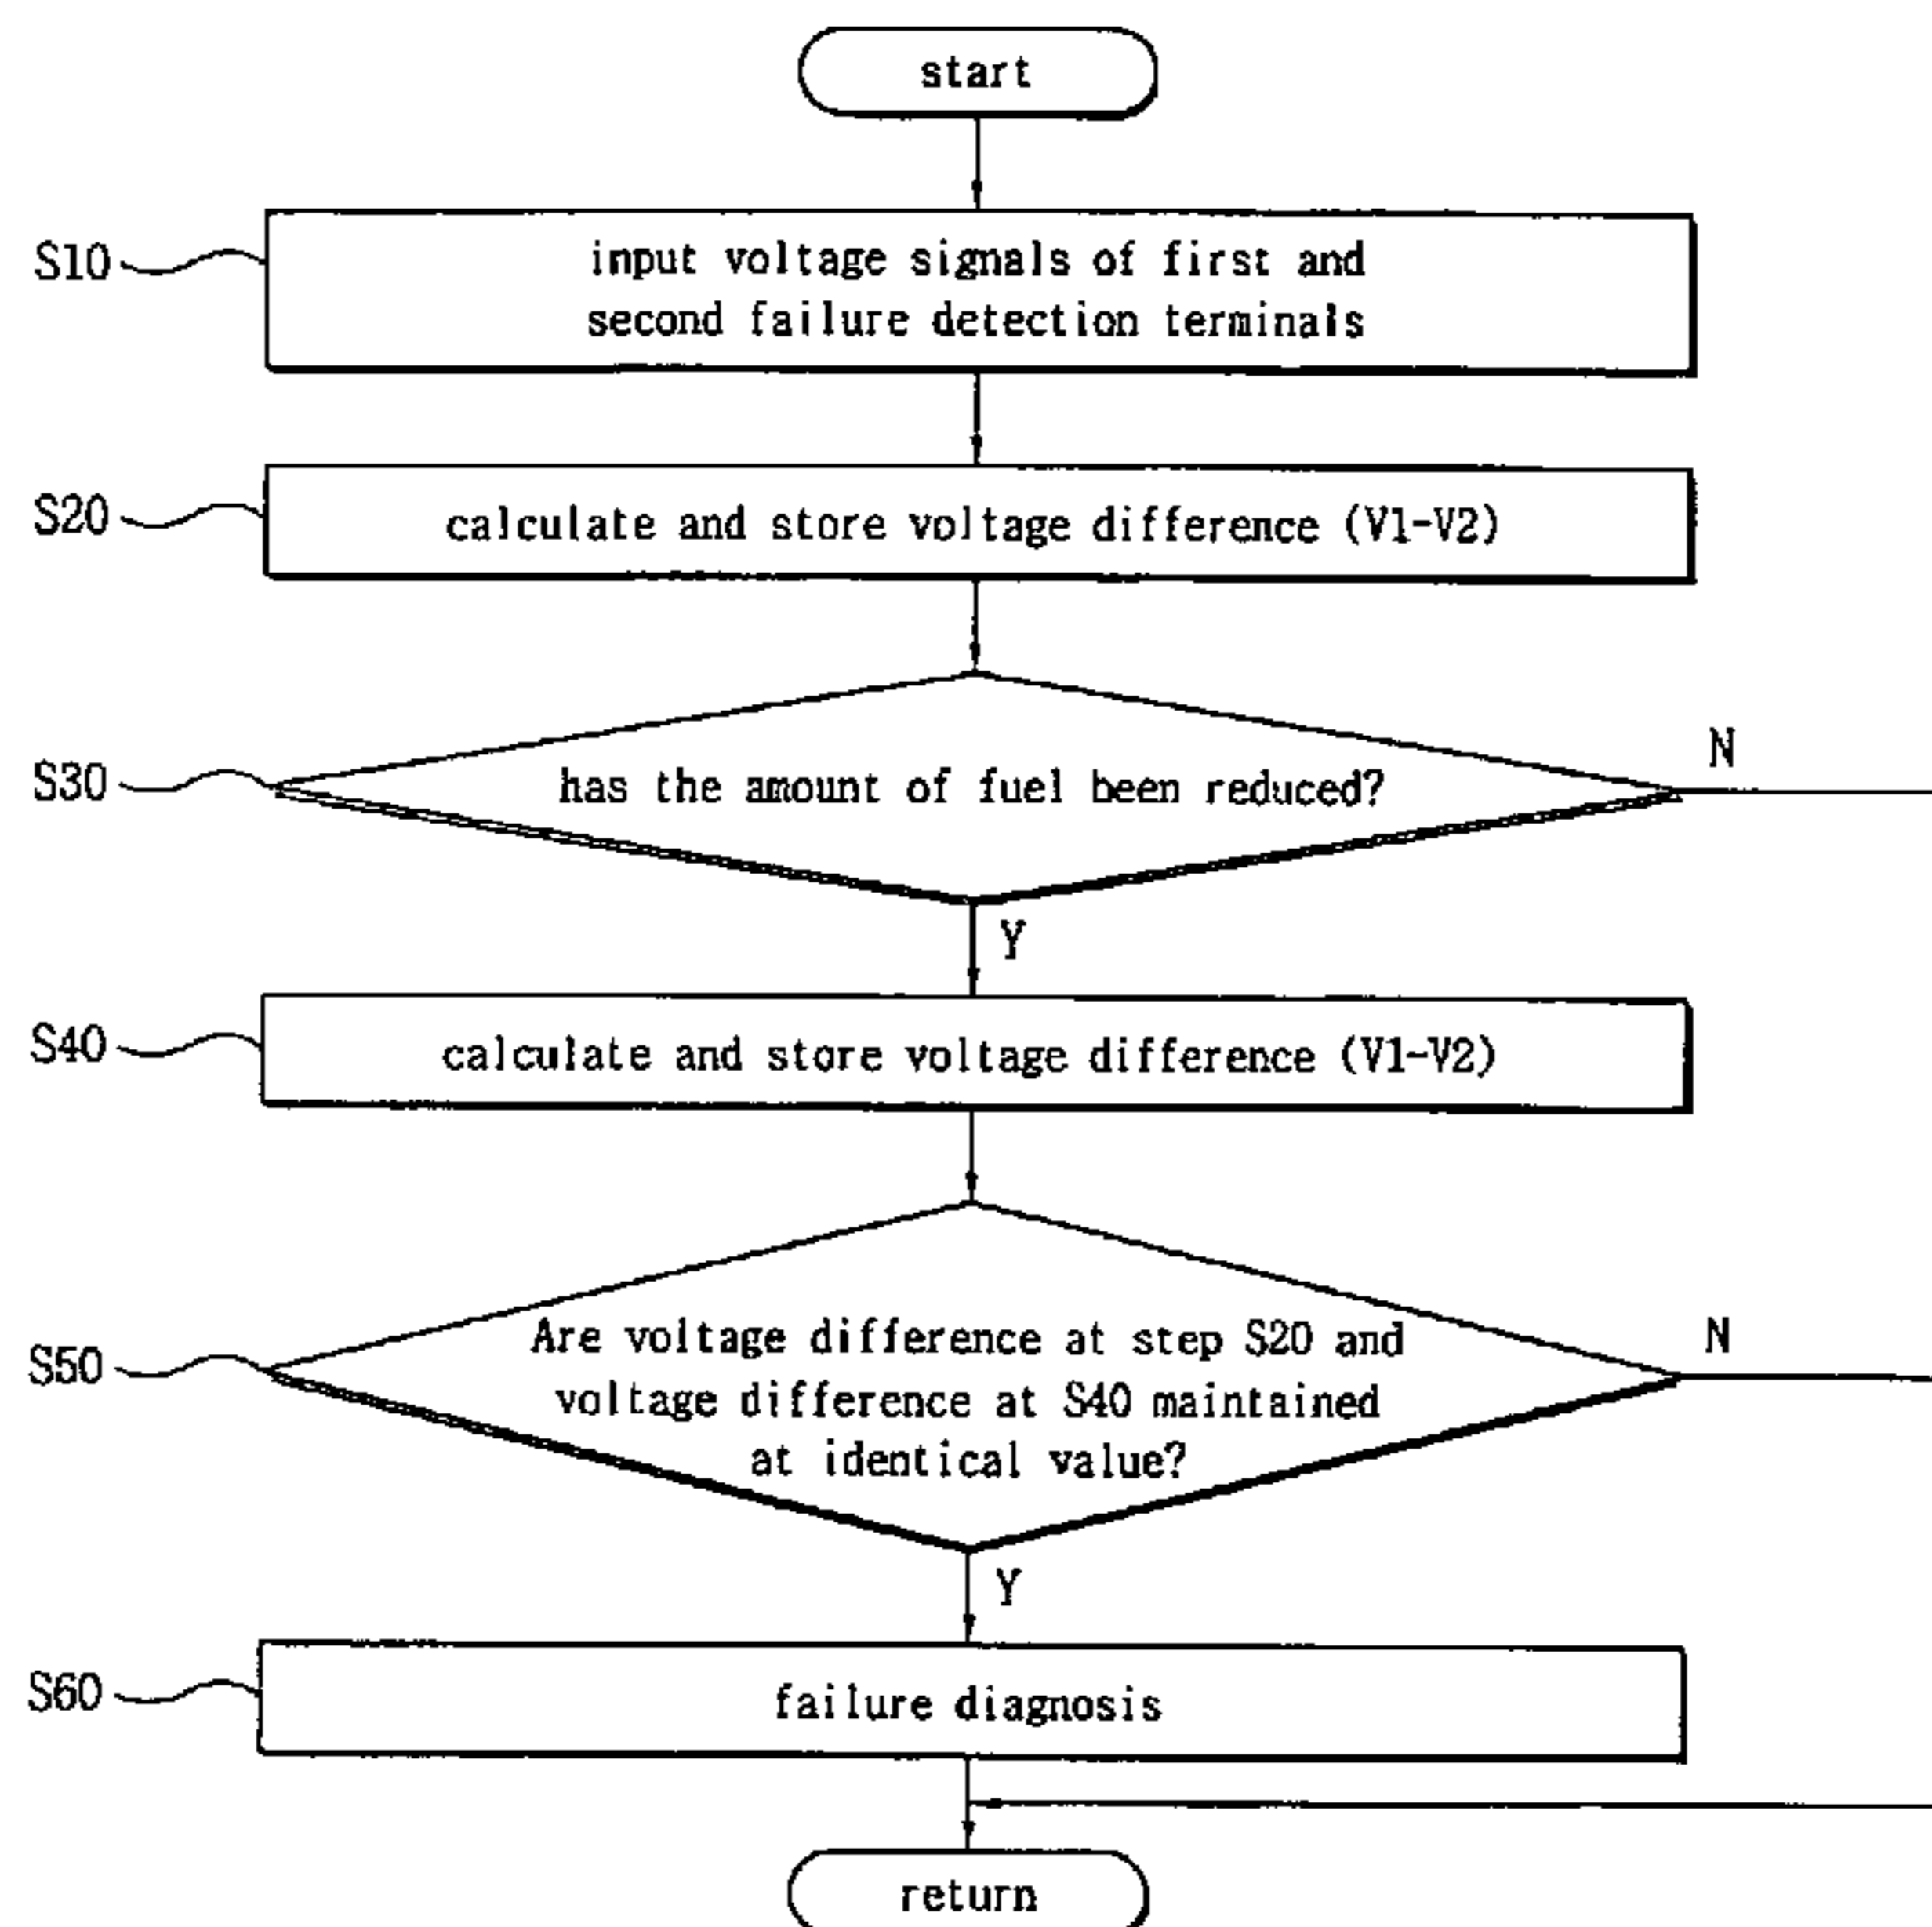 start
S10
input voltage signals of first and
second failure detection terminals
S20
calculate and store voltage difference (V1-V2)
S30
has the amount of fuel been reduced?
N
Y
S40
calculate and store voltage difference (V1-V2)
S50
Are voltage difference at step S20 and
voltage difference at S40 maintained
at identical value?
N
Y
S60
failure diagnosis
return